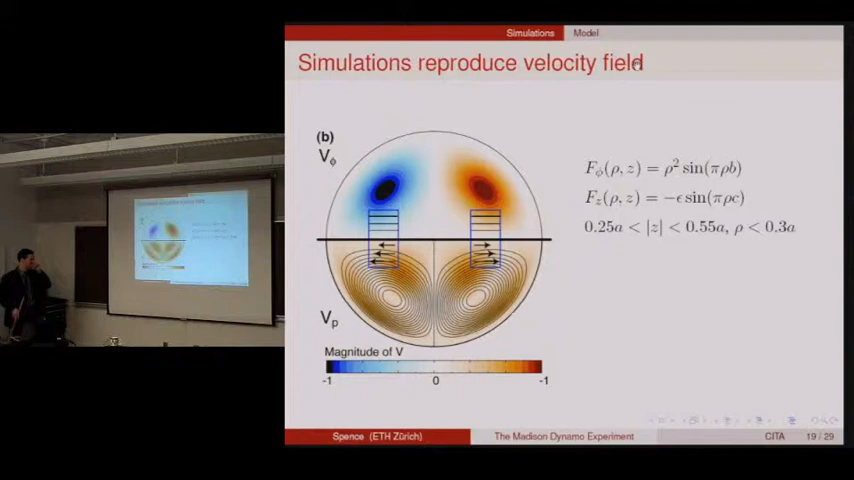 Simulations Model
Simulations reproduce velocity field
(b)
Vϕ
Fϕ(ρ, z) = ρ² sin(πρb)
Fz(ρ, z) = −ϵ sin(πρc)
0.25a < |z| < 0.55a, ρ < 0.3a
Vp
Magnitude of V
-1 0 -1
Spence (ETH Zürich) The Madison Dynamo Experiment CITA 19 / 29